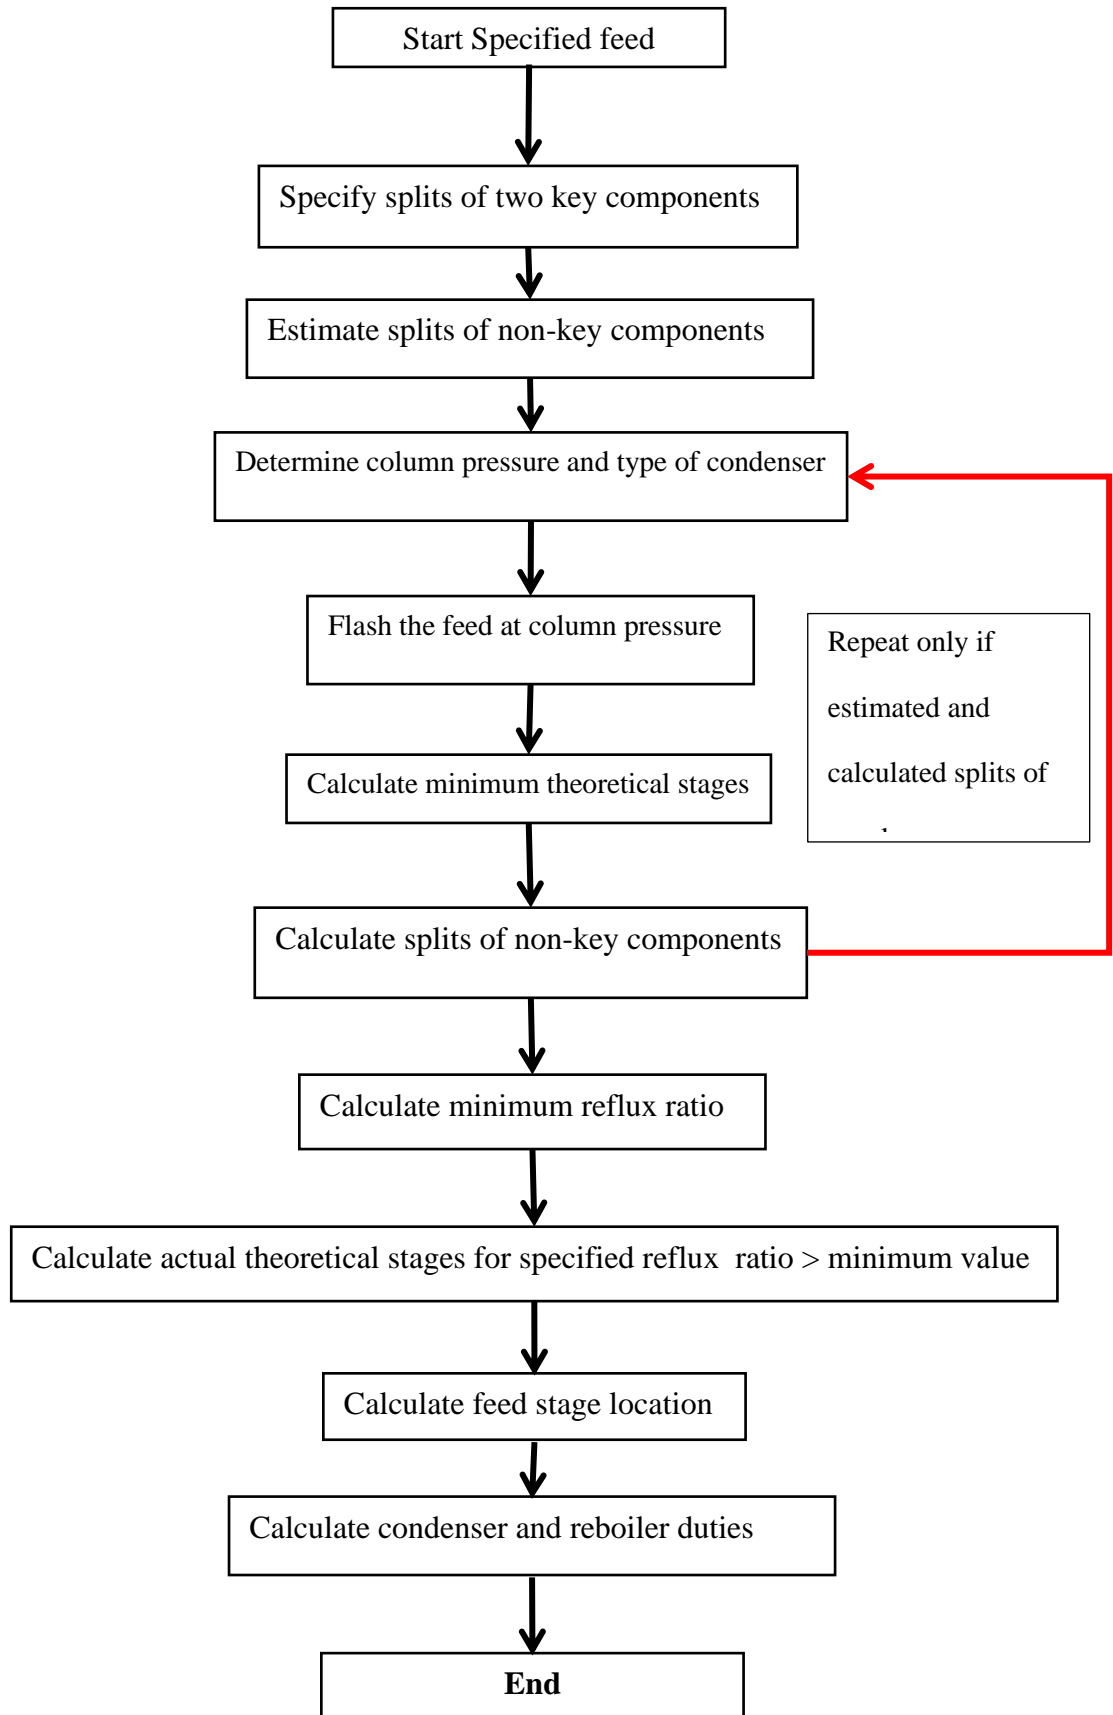 Start Specified feed
Specify splits of two key components
Estimate splits of non-key components
Determine column pressure and type of condenser
Flash the feed at column pressure
Repeat only if
estimated and
calculated splits of
Calculate minimum theoretical stages
Calculate splits of non-key components
Calculate minimum reflux ratio
Calculate actual theoretical stages for specified reflux ratio > minimum value
Calculate feed stage location
Calculate condenser and reboiler duties
End